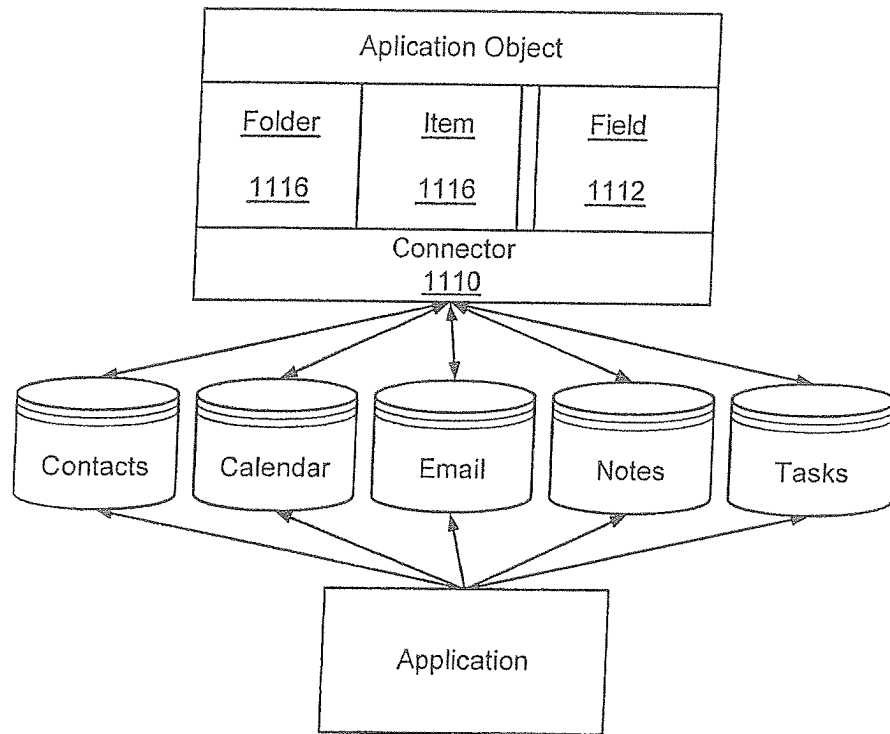 Aplication Object
Folder
Item
Field
1116
1116
1112
Connector
1110
Contacts
Calendar
Email
Notes
Tasks
Application